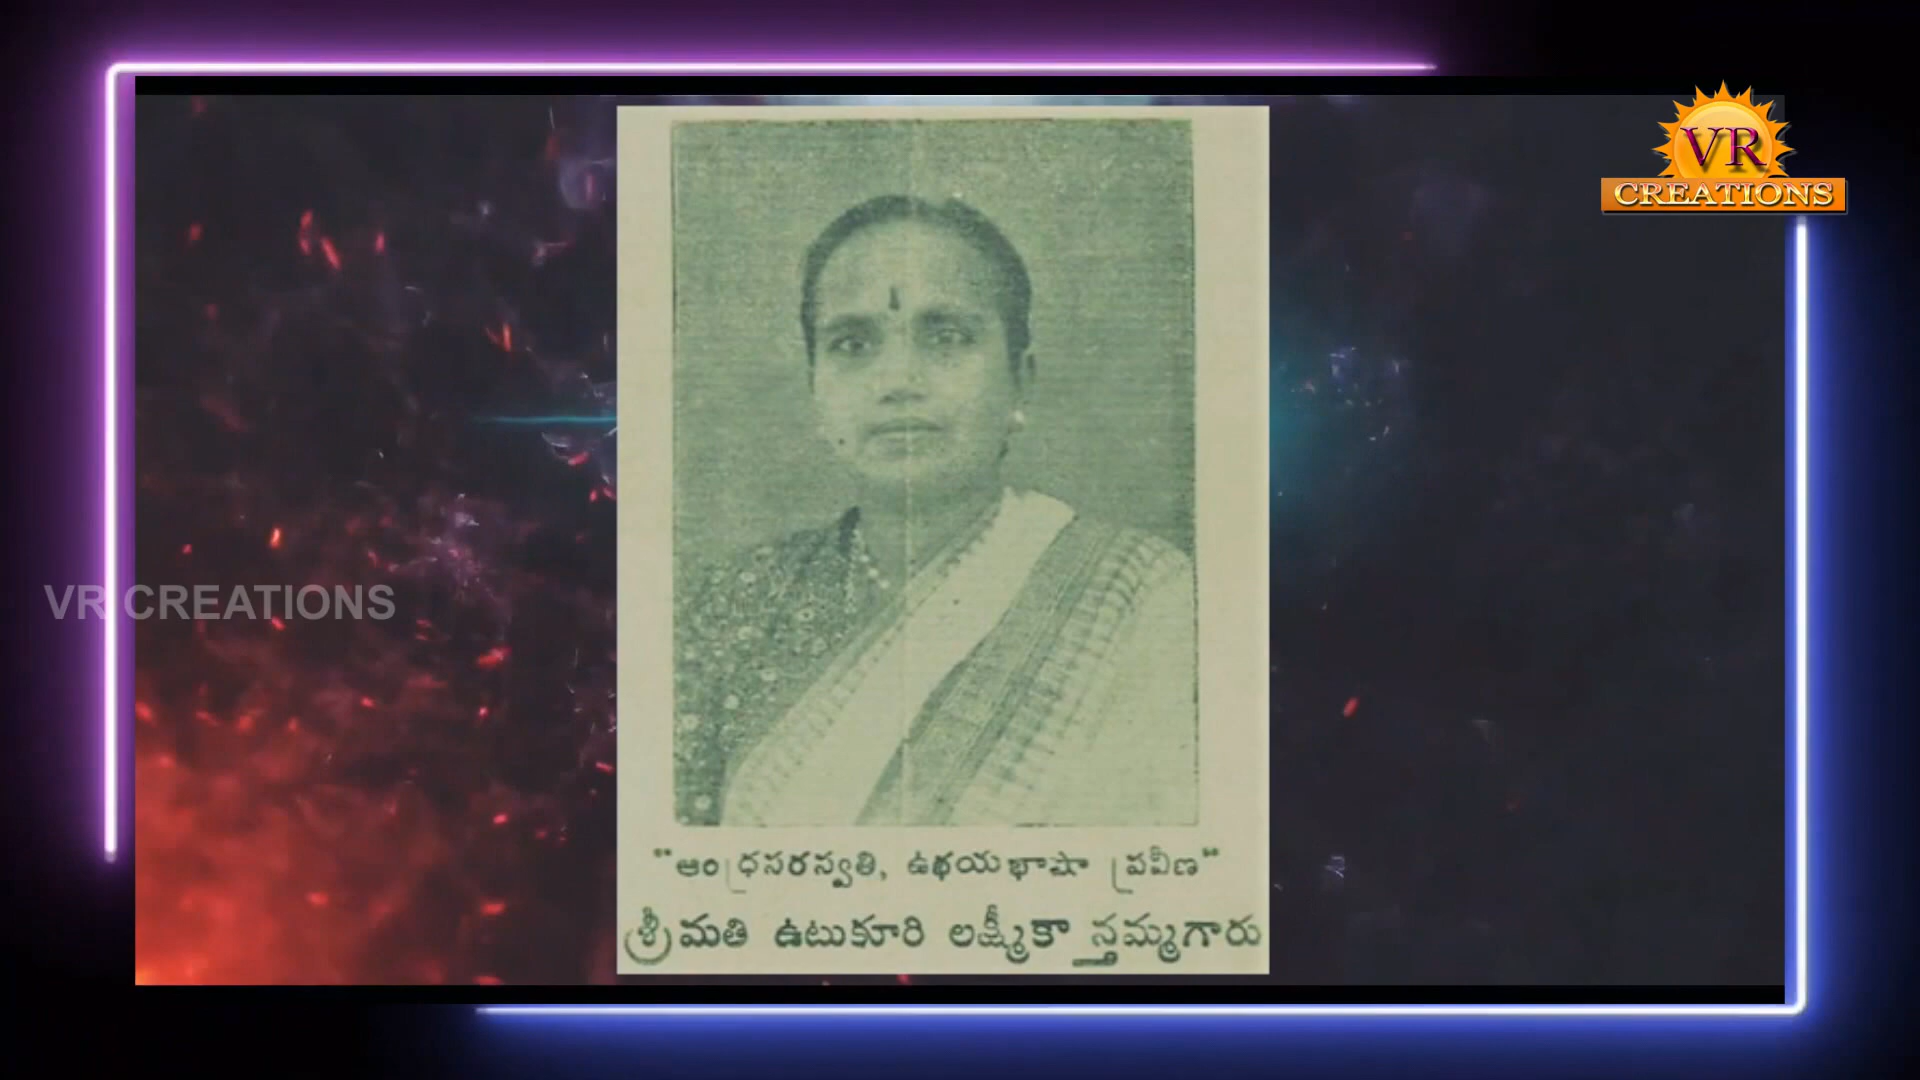 VR
CREATIONS
VR CREATIONS
"ఆంధ్రసరస్వతి, ఉభయభాషా ప్రవీణ"
శ్రీమతి ఉటుకూరి లక్ష్మీకాన్తమ్మగారు